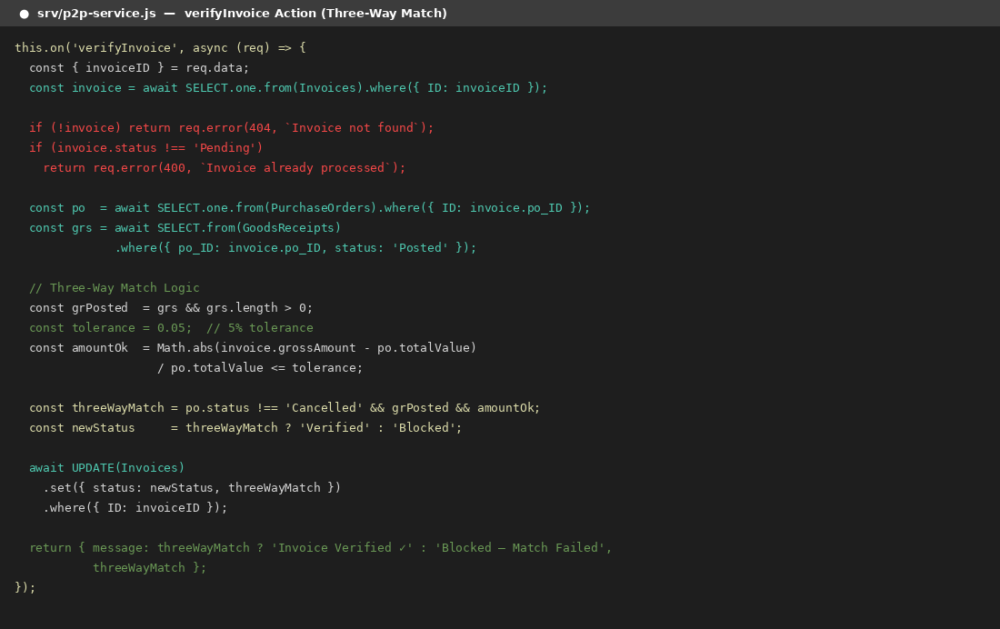 ● srv/p2p-service.js — verifyInvoice Action (Three-Way Match)
this.on('verifyInvoice', async (req) => {
  const { invoiceID } = req.data;
  const invoice = await SELECT.one.from(Invoices).where({ ID: invoiceID });
  if (!invoice) return req.error(404, `Invoice not found`);
  if (invoice.status !== 'Pending')
    return req.error(400, `Invoice already processed`);
  const po  = await SELECT.one.from(PurchaseOrders).where({ ID: invoice.po_ID });
  const grs = await SELECT.from(GoodsReceipts)
              .where({ po_ID: invoice.po_ID, status: 'Posted' });
  // Three-Way Match Logic
  const grPosted  = grs && grs.length > 0;
  const tolerance = 0.05;  // 5% tolerance
  const amountOk  = Math.abs(invoice.grossAmount - po.totalValue)
                    / po.totalValue <= tolerance;
  const threeWayMatch = po.status !== 'Cancelled' && grPosted && amountOk;
  const newStatus     = threeWayMatch ? 'Verified' : 'Blocked';
  await UPDATE(Invoices)
    .set({ status: newStatus, threeWayMatch })
    .where({ ID: invoiceID });
  return { message: threeWayMatch ? 'Invoice Verified ✓' : 'Blocked — Match Failed',
           threeWayMatch };
});